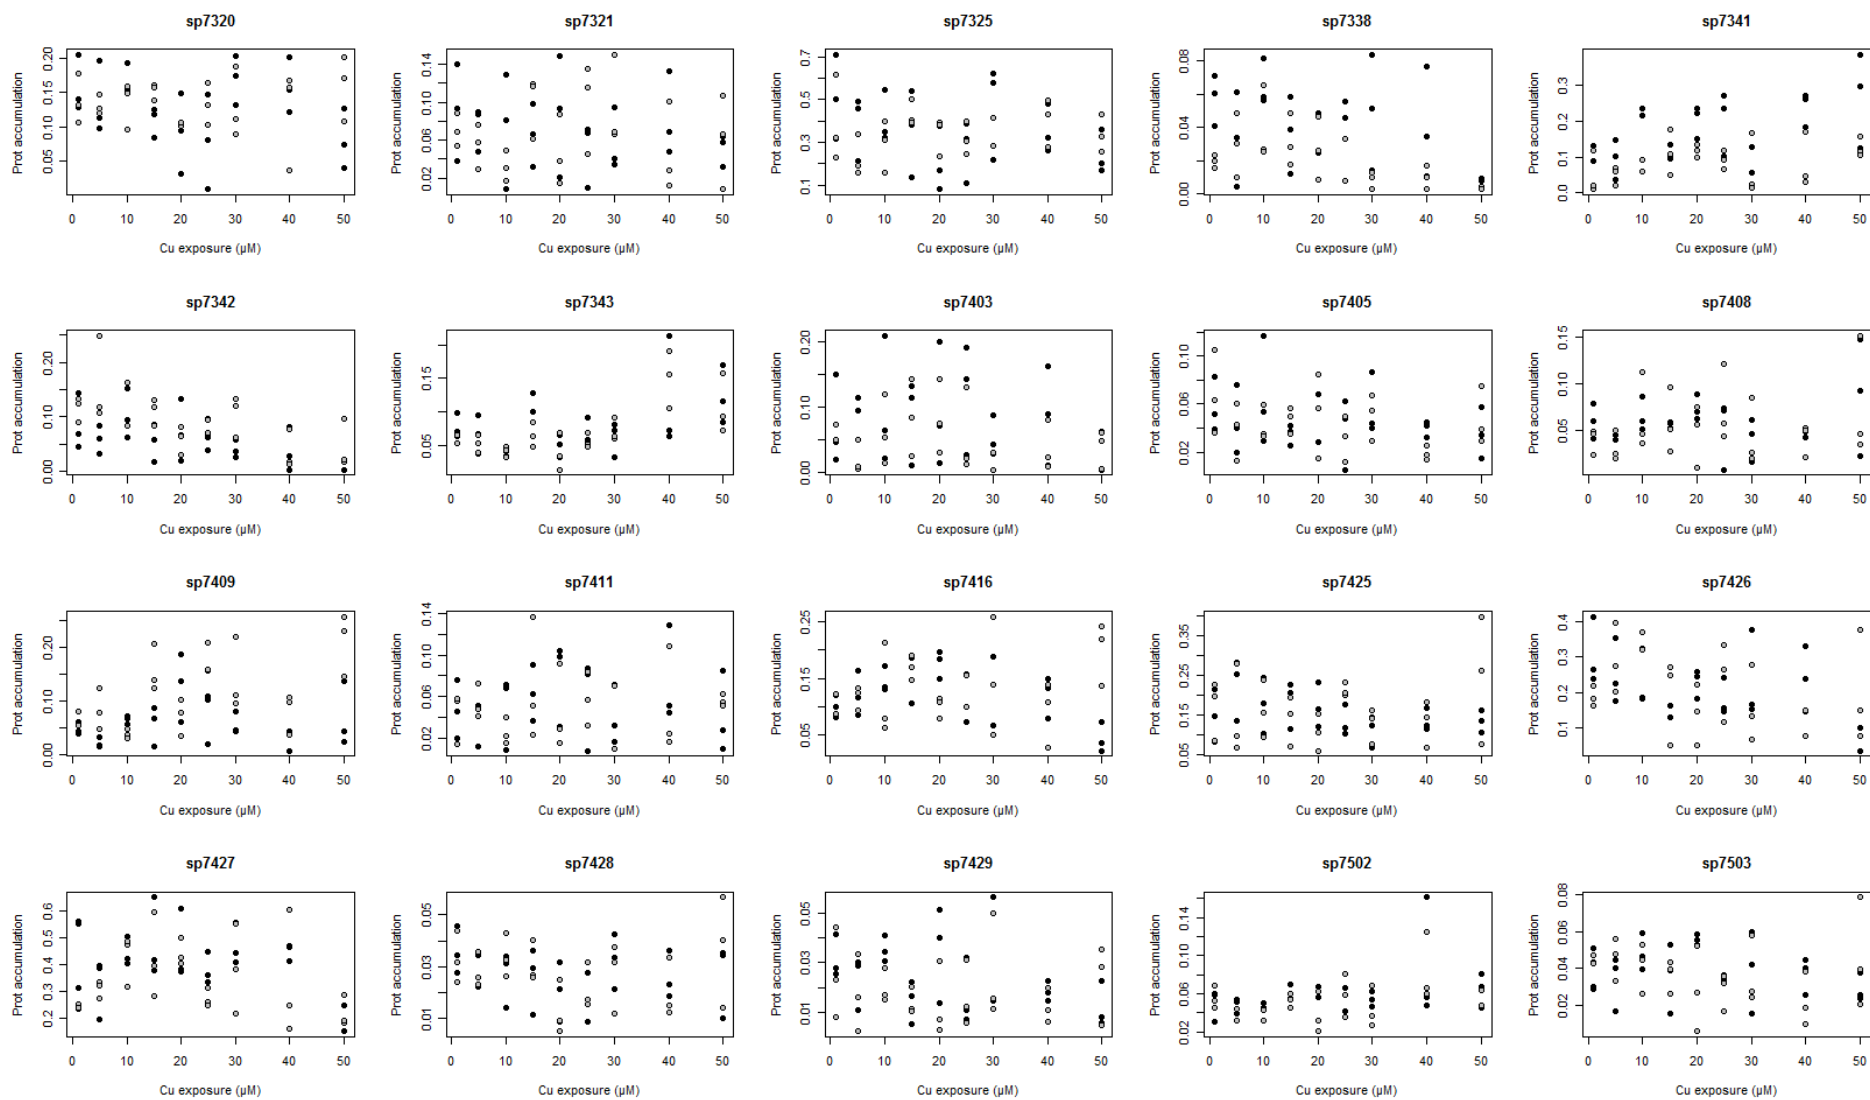 sp7320 sp7321 sp7325 sp7338 sp7341
Prot accumulation Prot accumulation Prot accumulation Prot accumulation Prot accumulation
0.05 0.10 0.15 0.20 0.02 0.06 0.10 0.14 0.1 0.3 0.5 0.7 0.00 0.04 0.08 0.0 0.1 0.2 0.3
0 10 20 30 40 50 0 10 20 30 40 50 0 10 20 30 40 50 0 10 20 30 40 50 0 10 20 30 40 50
Cu exposure (µM) Cu exposure (µM) Cu exposure (µM) Cu exposure (µM) Cu exposure (µM)
sp7342 sp7343 sp7403 sp7405 sp7408
Prot accumulation Prot accumulation Prot accumulation Prot accumulation Prot accumulation
0.00 0.10 0.20 0.05 0.15 0.00 0.10 0.20 0.02 0.06 0.10 0.05 0.10 0.15
0 10 20 30 40 50 0 10 20 30 40 50 0 10 20 30 40 50 0 10 20 30 40 50 0 10 20 30 40 50
Cu exposure (µM) Cu exposure (µM) Cu exposure (µM) Cu exposure (µM) Cu exposure (µM)
sp7409 sp7411 sp7416 sp7425 sp7426
Prot accumulation Prot accumulation Prot accumulation Prot accumulation Prot accumulation
0.00 0.10 0.20 0.02 0.06 0.10 0.14 0.05 0.15 0.25 0.05 0.15 0.25 0.35 0.1 0.2 0.3 0.4
0 10 20 30 40 50 0 10 20 30 40 50 0 10 20 30 40 50 0 10 20 30 40 50 0 10 20 30 40 50
Cu exposure (µM) Cu exposure (µM) Cu exposure (µM) Cu exposure (µM) Cu exposure (µM)
sp7427 sp7428 sp7429 sp7502 sp7503
Prot accumulation Prot accumulation Prot accumulation Prot accumulation Prot accumulation
0.2 0.3 0.4 0.5 0.6 0.01 0.03 0.05 0.01 0.03 0.05 0.02 0.06 0.10 0.14 0.02 0.04 0.06 0.08
0 10 20 30 40 50 0 10 20 30 40 50 0 10 20 30 40 50 0 10 20 30 40 50 0 10 20 30 40 50
Cu exposure (µM) Cu exposure (µM) Cu exposure (µM) Cu exposure (µM) Cu exposure (µM)